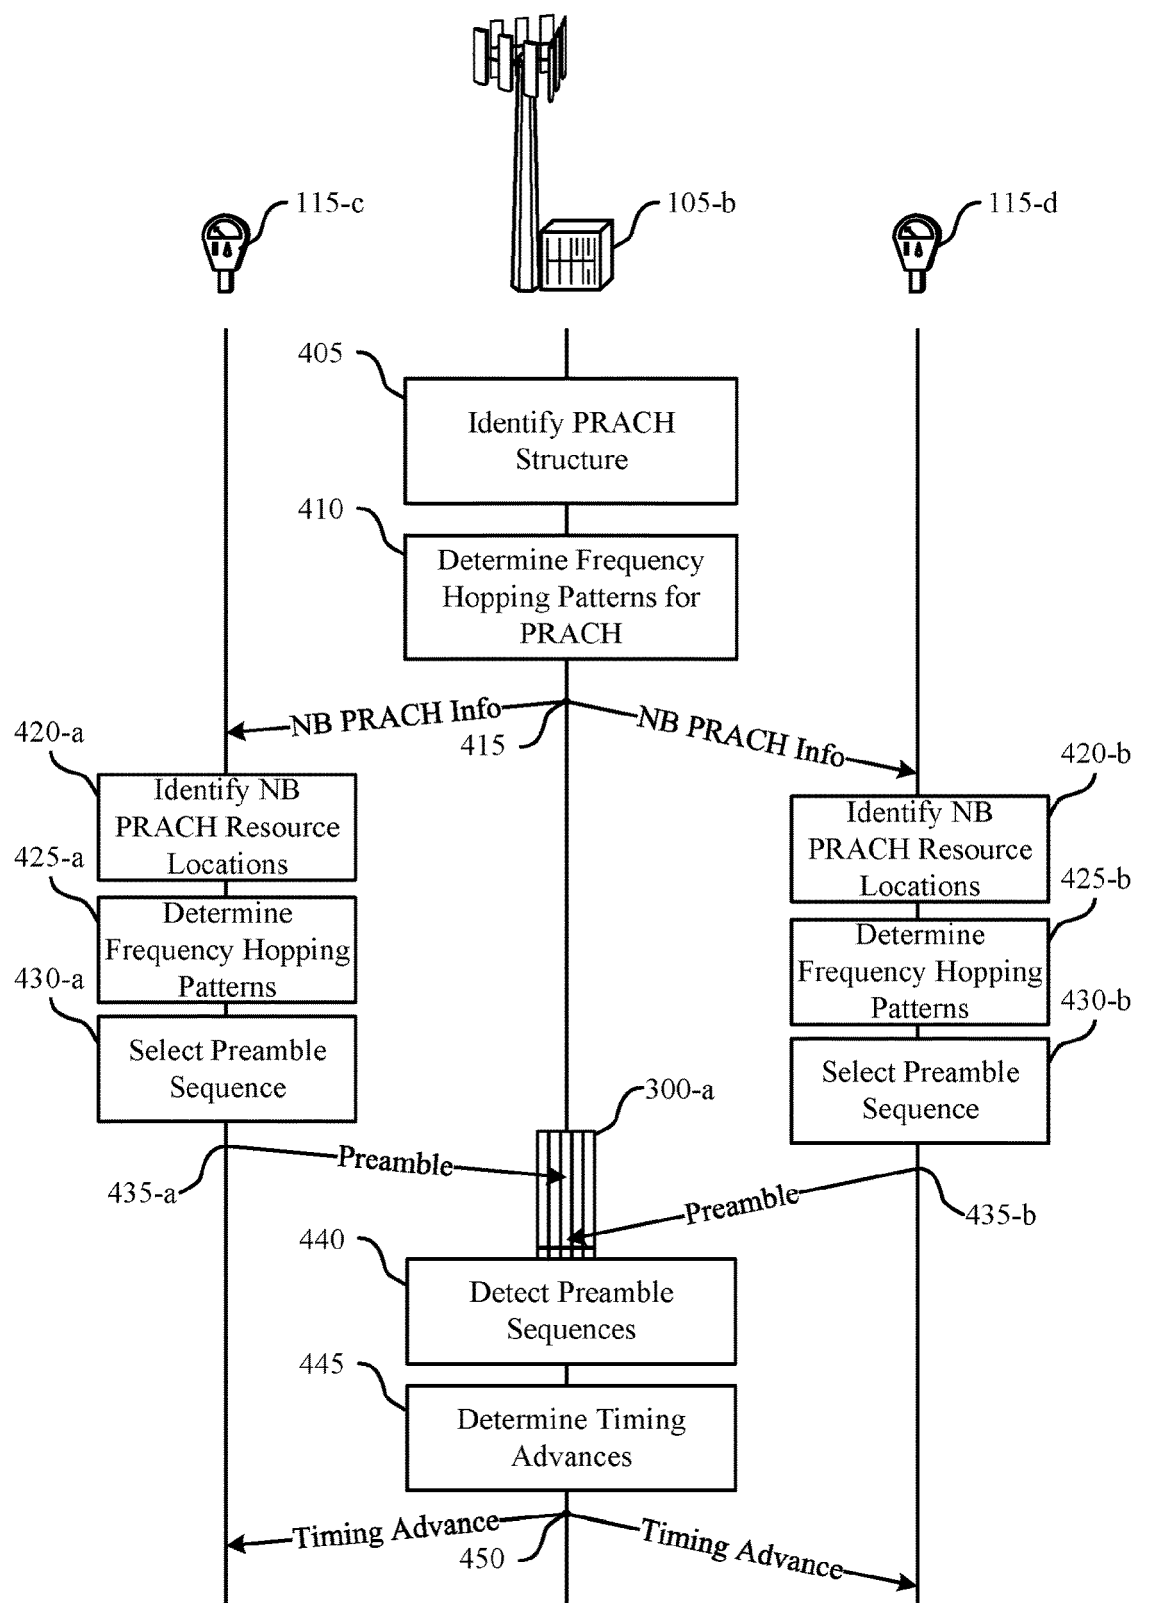 115-c
105-b
115-d
405
Identify PRACH
Structure
410
Determine Frequency
Hopping Patterns for
PRACH
NB PRACH Info
NB PRACH Info
415
420-a
Identify NB
PRACH Resource
Locations
420-b
Identify NB
PRACH Resource
Locations
425-a
Determine
Frequency Hopping
Patterns
425-b
Determine
Frequency Hopping
Patterns
430-a
Select Preamble
Sequence
430-b
Select Preamble
Sequence
300-a
Preamble
435-a
Preamble
435-b
440
Detect Preamble
Sequences
445
Determine Timing
Advances
Timing Advance
Timing Advance
450